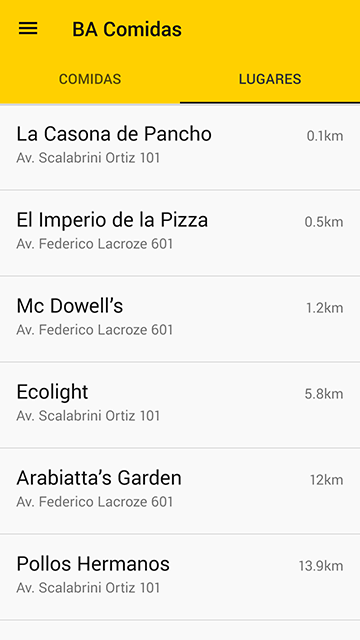 BA Comidas
COMIDAS LUGARES
La Casona de Pancho 0.1km
Av. Scalabrini Ortiz 101
El Imperio de la Pizza 0.5km
Av. Federico Lacroze 601
Mc Dowell's 1.2km
Av. Federico Lacroze 601
Ecolight 5.8km
Av. Scalabrini Ortiz 101
Arabiatta's Garden 12km
Av. Federico Lacroze 601
Pollos Hermanos 13.9km
Av. Scalabrini Ortiz 101